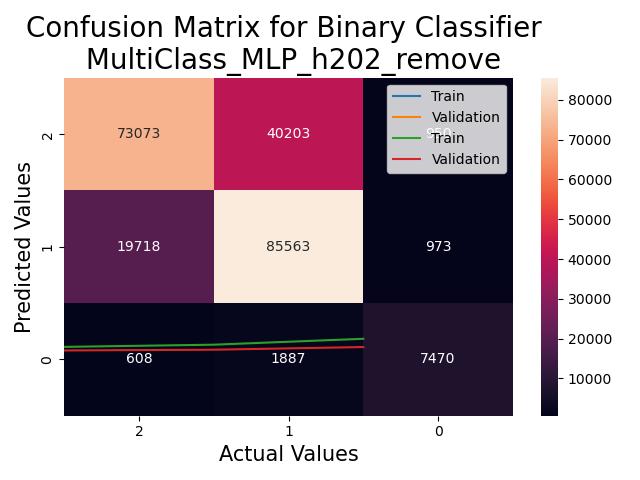 Confusion Matrix for Binary Classifier
MultiClass_MLP_h202_remove
Train
Validation
Train
Validation
Predicted Values
2
1
0
73073 40203
19718 85563 973
608 1887 7470
2 1 0
Actual Values
80000
70000
60000
50000
40000
30000
20000
10000